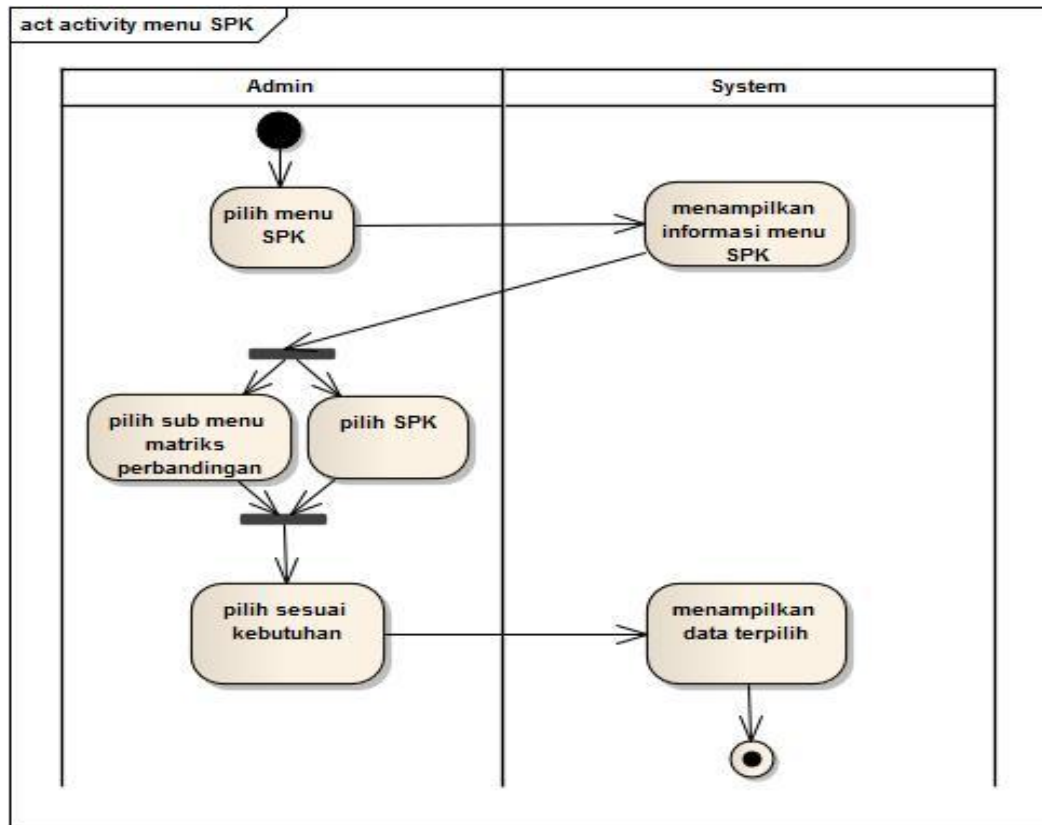 act activity menu SPK
Admin
System
pilih menu
SPK
menampilkan
informasi menu
SPK
pilih sub menu
matriks
perbandingan
pilih SPK
pilih sesuai
kebutuhan
menampilkan
data terpilih